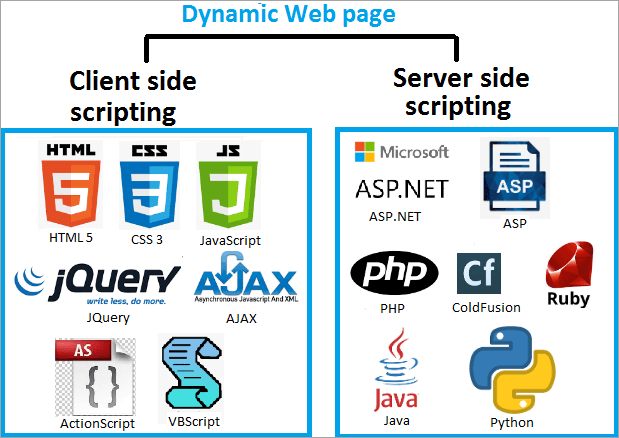 Dynamic Web page
Client side
scripting
HTML
5
HTML 5
CSS
3
CSS 3
JS
JavaScript
jQuery
write less, do more.
JQuery
AJAX
Asynchronous Javascript And XML
AJAX
AS
{ }
ActionScript
VBScript
Server side
scripting
Microsoft
ASP.NET
ASP.NET
ASP
ASP
php
PHP
Cf
ColdFusion
Ruby
Java
Java
Python